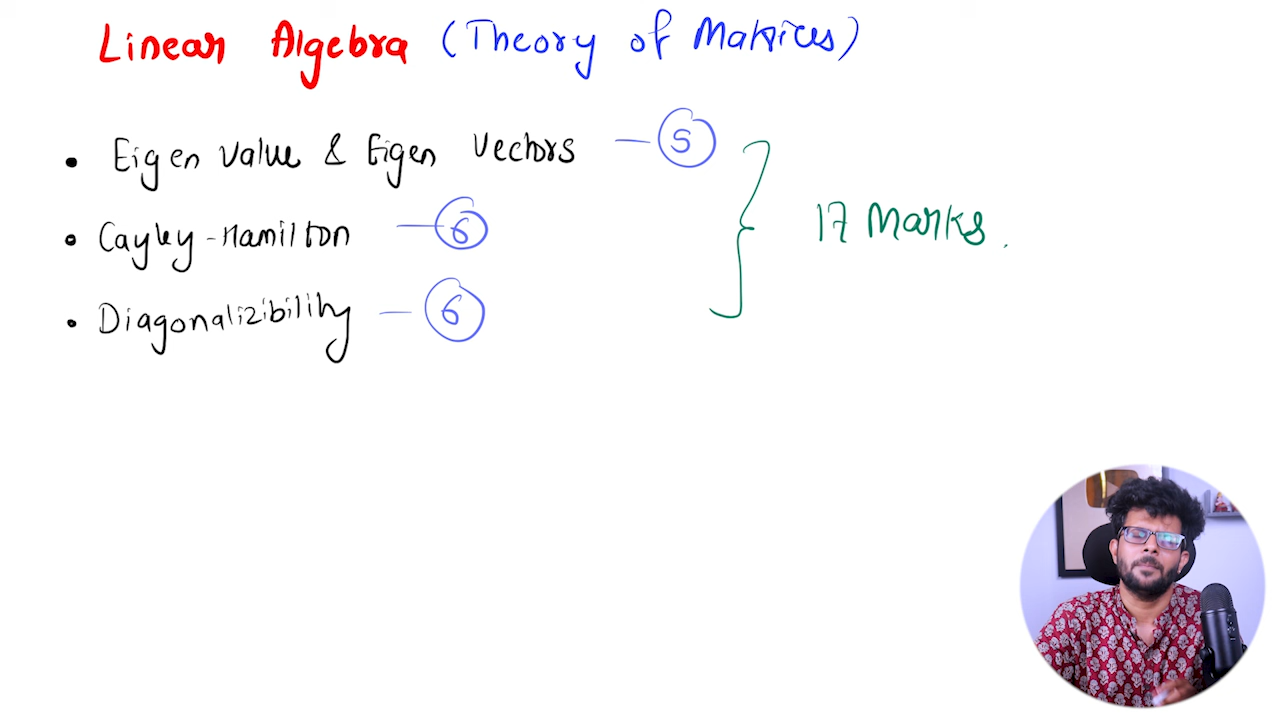 Linear Algebra (Theory of Matrices)
• Eigen value & Eigen Vectors — 5
• Cayley-Hamilton — 6
• Diagonalizibility — 6
17 Marks.